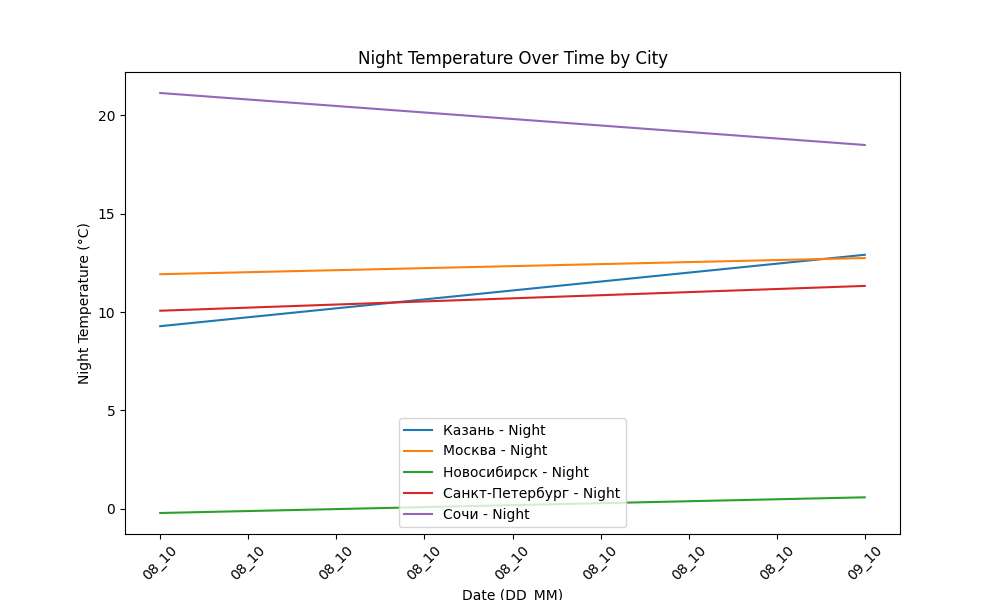 Night Temperature Over Time by City
Night Temperature (°C)
20
15
10
5
0
Казань - Night
Москва - Night
Новосибирск - Night
Санкт-Петербург - Night
Сочи - Night
08_10 08_10 08_10 08_10 08_10 08_10 08_10 08_10 09_10
Date (DD_MM)